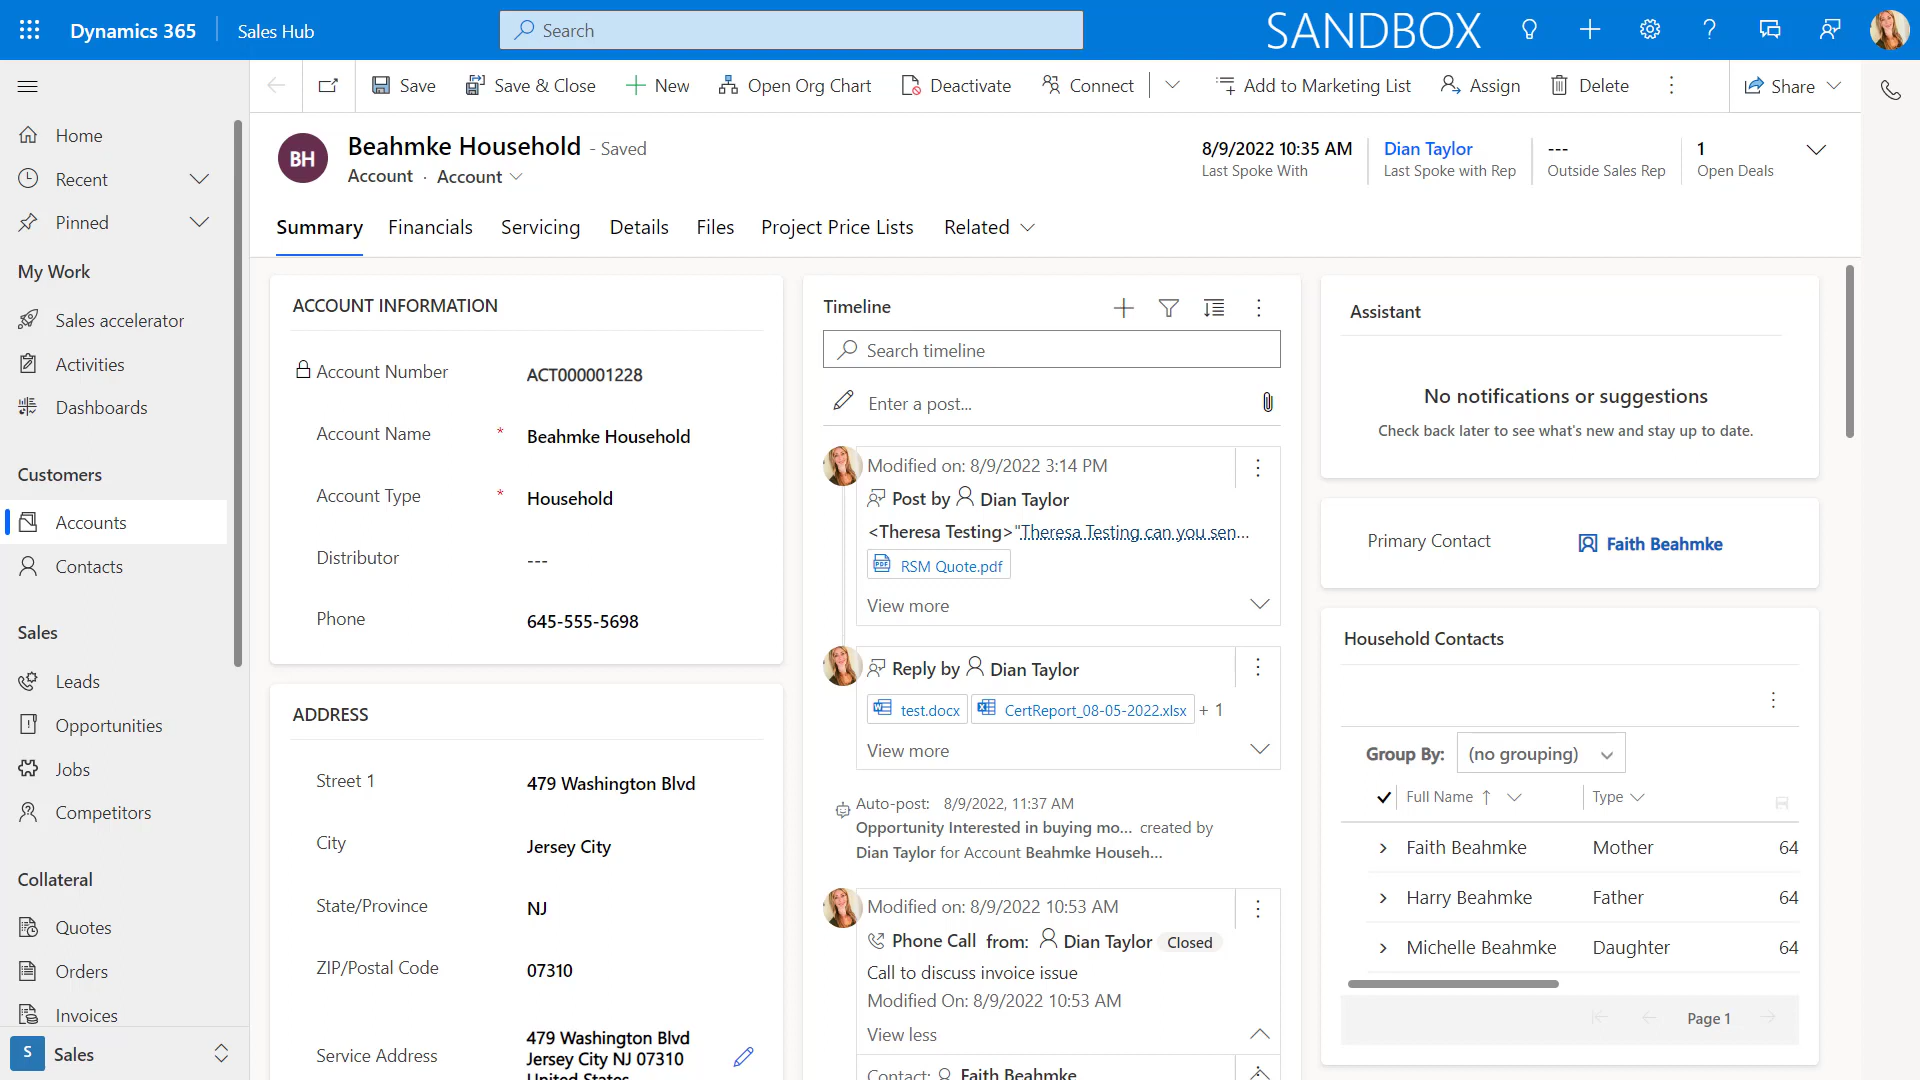 Dynamics 365
Sales Hub
Search
SANDBOX
Save
Save & Close
New
Open Org Chart
Deactivate
Connect
Add to Marketing List
Assign
Delete
Share
Home
Recent
Pinned
My Work
Sales accelerator
Activities
Dashboards
Customers
Accounts
Contacts
Sales
Leads
Opportunities
Jobs
Competitors
Collateral
Quotes
Orders
Invoices
S Sales
BH
Beahmke Household - Saved
Account · Account
8/9/2022 10:35 AM
Last Spoke With
Dian Taylor
Last Spoke with Rep
---
Outside Sales Rep
1
Open Deals
Summary Financials Servicing Details Files Project Price Lists Related
ACCOUNT INFORMATION
Account Number ACT000001228
Account Name * Beahmke Household
Account Type * Household
Distributor ---
Phone 645-555-5698
ADDRESS
Street 1 479 Washington Blvd
City Jersey City
State/Province NJ
ZIP/Postal Code 07310
Service Address 479 Washington Blvd
Jersey City NJ 07310
United States
Timeline
Search timeline
Enter a post...
Modified on: 8/9/2022 3:14 PM
Post by Dian Taylor
<Theresa Testing>"Theresa Testing can you sen...
RSM Quote.pdf
View more
Reply by Dian Taylor
test.docx CertReport_08-05-2022.xlsx + 1
View more
Auto-post: 8/9/2022, 11:37 AM
Opportunity Interested in buying mo... created by
Dian Taylor for Account Beahmke Househ...
Modified on: 8/9/2022 10:53 AM
Phone Call from: Dian Taylor Closed
Call to discuss invoice issue
Modified On: 8/9/2022 10:53 AM
View less
Contact: Faith Beahmke
Assistant
No notifications or suggestions
Check back later to see what's new and stay up to date.
Primary Contact Faith Beahmke
Household Contacts
Group By: (no grouping)
Full Name ↑ Type
Faith Beahmke Mother 64
Harry Beahmke Father 64
Michelle Beahmke Daughter 64
Page 1